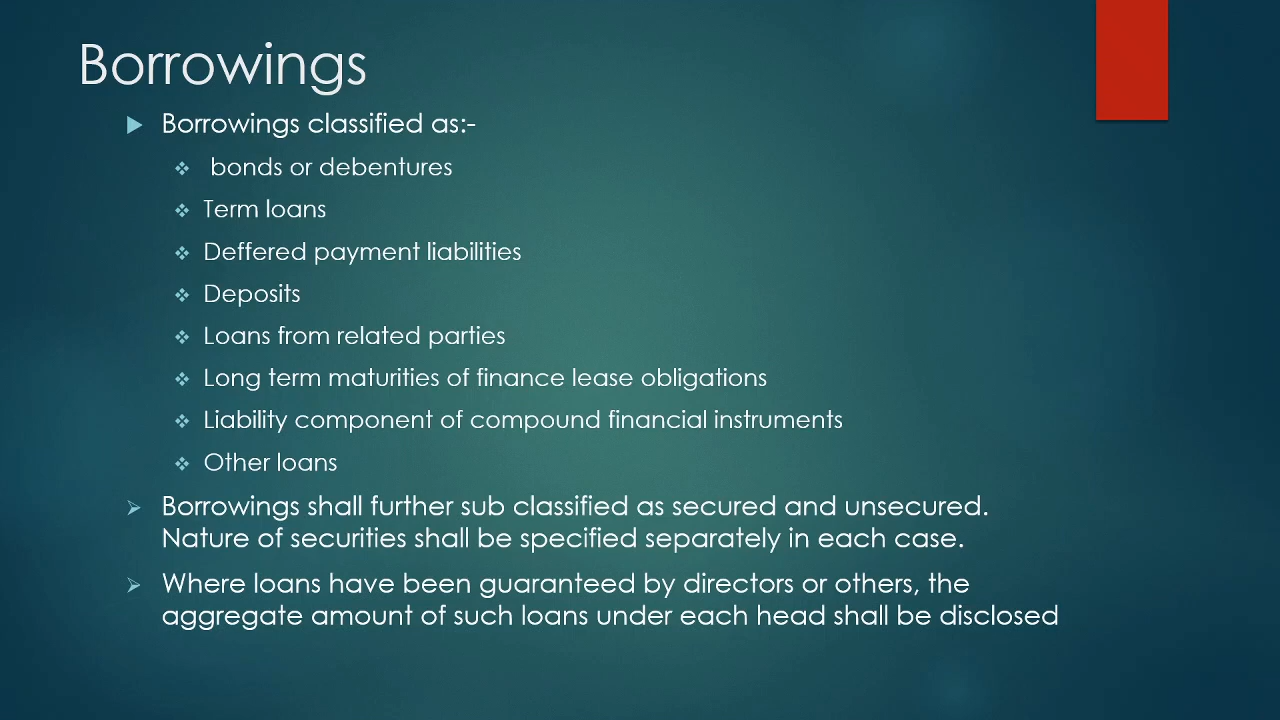 Borrowings
Borrowings classified as:-
bonds or debentures
Term loans
Deffered payment liabilities
Deposits
Loans from related parties
Long term maturities of finance lease obligations
Liability component of compound financial instruments
Other loans
Borrowings shall further sub classified as secured and unsecured.
Nature of securities shall be specified separately in each case.
Where loans have been guaranteed by directors or others, the
aggregate amount of such loans under each head shall be disclosed